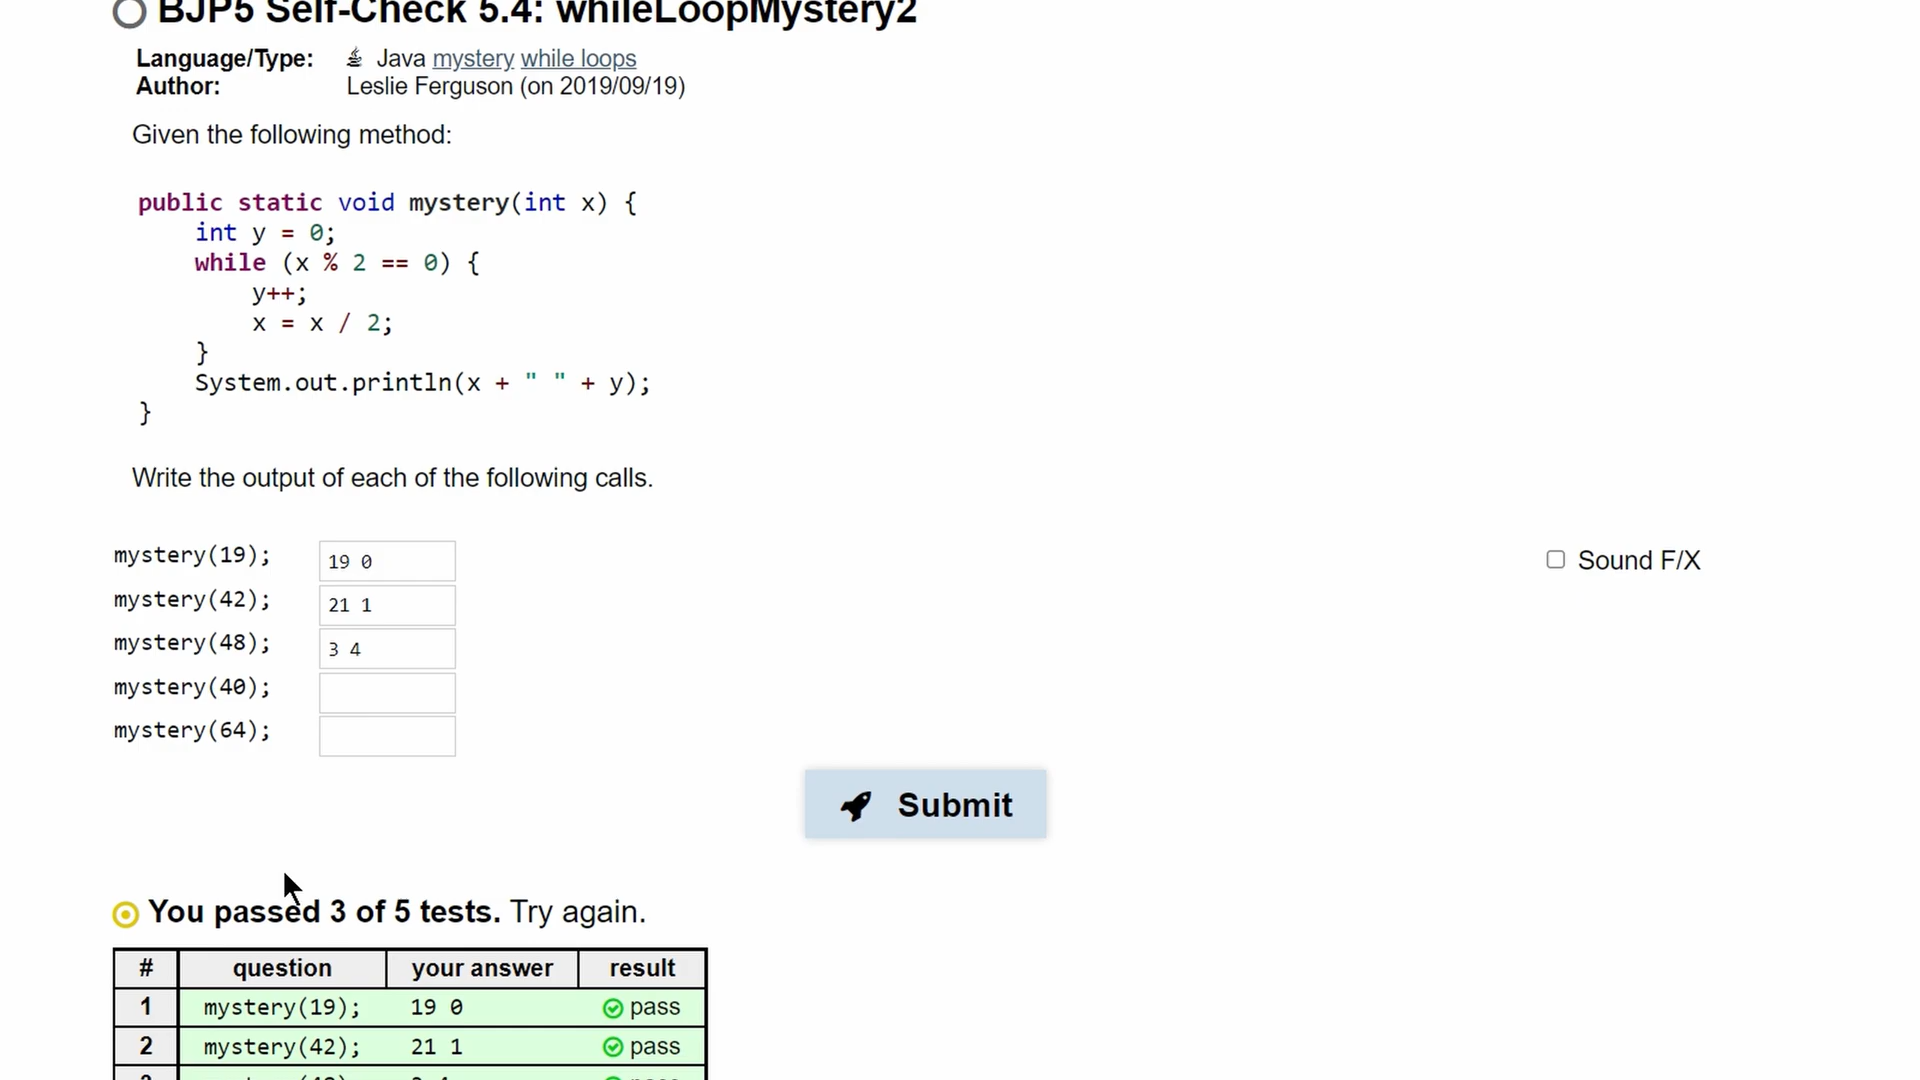 BJP5 Self-Check 5.4: whileLoopMystery2
Language/Type: Java mystery while loops
Author: Leslie Ferguson (on 2019/09/19)
Given the following method:
public static void mystery(int x) {
int y = 0;
while (x % 2 == 0) {
y++;
x = x / 2;
}
System.out.println(x + " " + y);
}
Write the output of each of the following calls.
mystery(19); 19 0
Sound F/X
mystery(42); 21 1
mystery(48); 3 4
mystery(40);
mystery(64);
Submit
You passed 3 of 5 tests. Try again.
# question your answer result
1 mystery(19); 19 0 pass
2 mystery(42); 21 1 pass